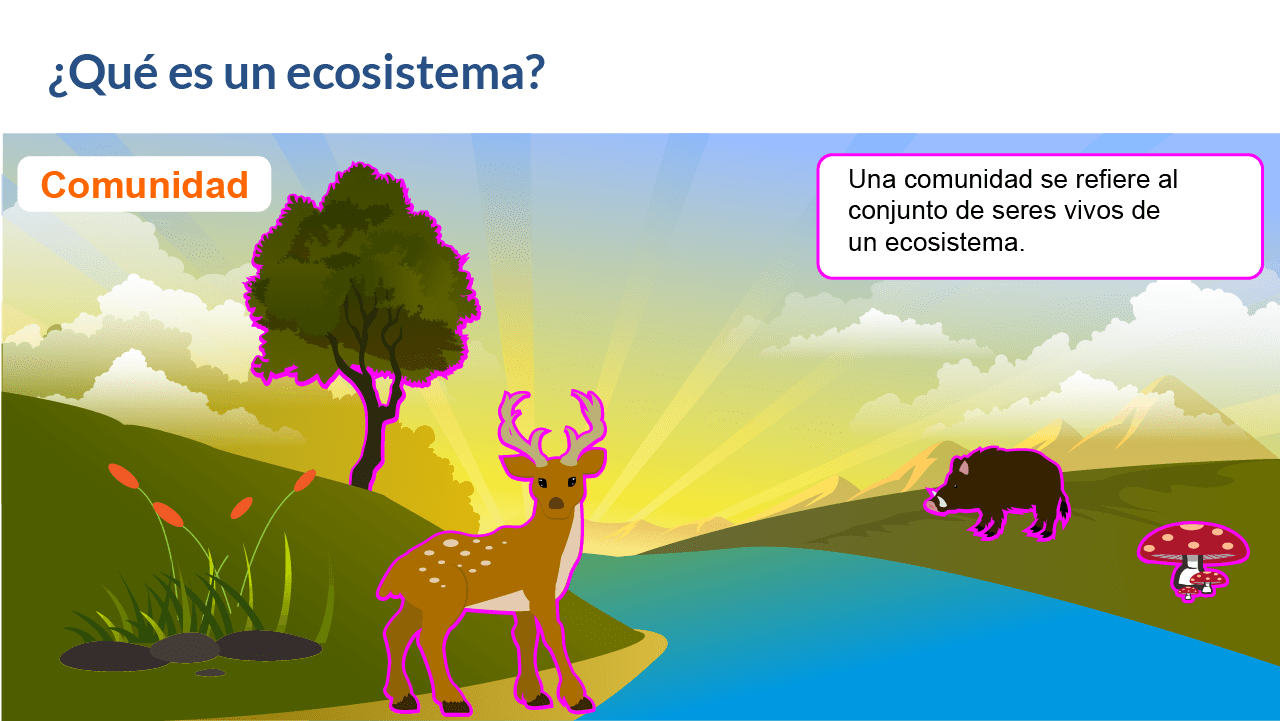 ¿Qué es un ecosistema?
Comunidad
Una comunidad se refiere al
conjunto de seres vivos de
un ecosistema.